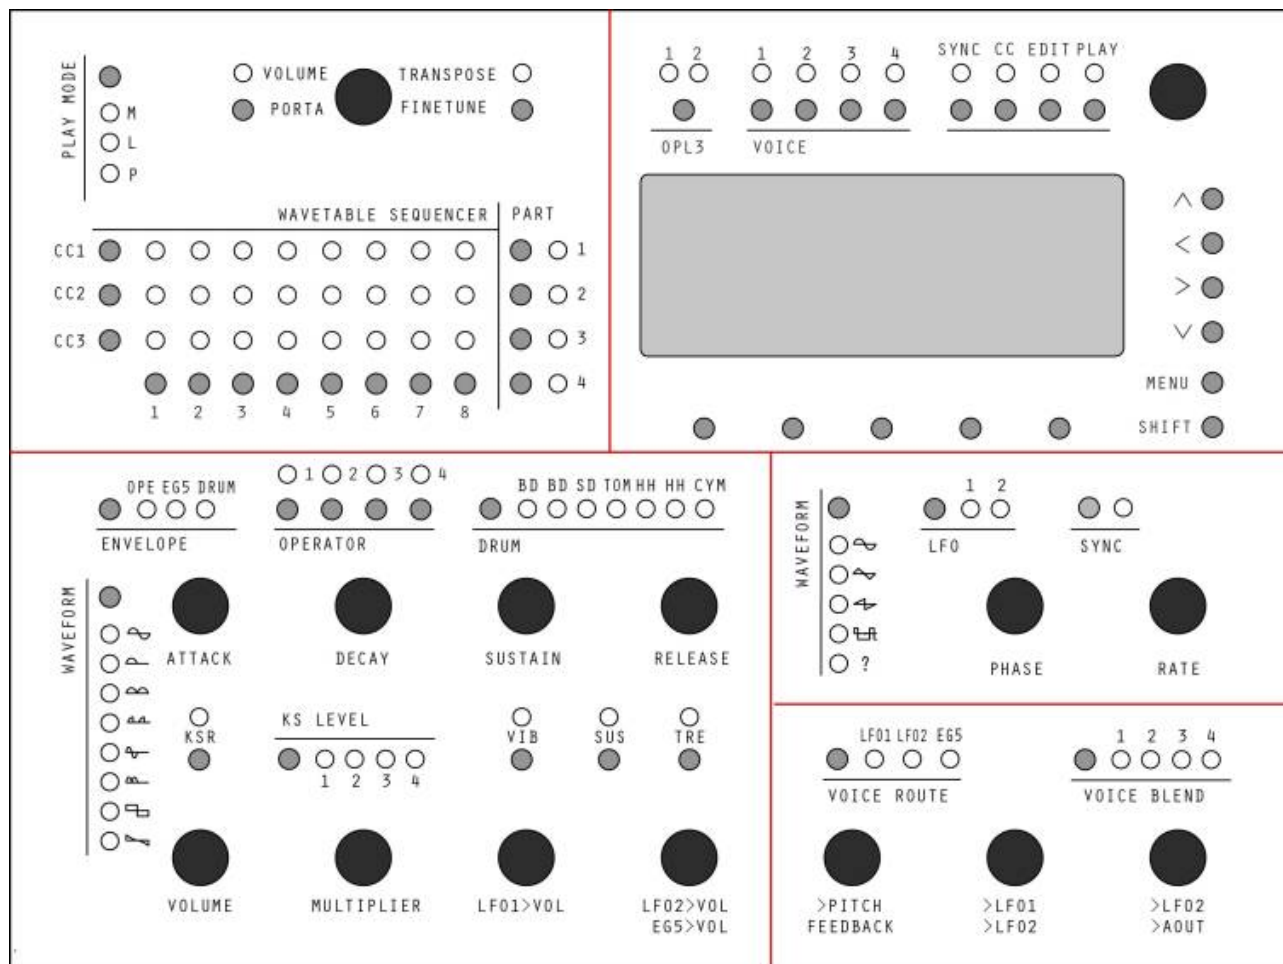 PLAY MODE
M
L
P
VOLUME
PORTA
TRANSPOSE
FINETUNE
WAVETABLE SEQUENCER
PART
CC1
CC2
CC3
1 2 3 4 5 6 7 8
1
2
3
4
1 2
OPL3
1 2 3 4
VOICE
SYNC CC EDIT PLAY
^
<
>
V
MENU
SHIFT
OPE EG5 DRUM
ENVELOPE
1 2 3 4
OPERATOR
BD BD SD TOM HH HH CYM
DRUM
WAVEFORM
ATTACK
DECAY
SUSTAIN
RELEASE
KSR
KS LEVEL
1 2 3 4
VIB
SUS
TRE
VOLUME
MULTIPLIER
LFO1>VOL
LFO2>VOL
EG5>VOL
WAVEFORM
?
1 2
LFO
SYNC
PHASE
RATE
LFO1 LFO2 EG5
VOICE ROUTE
1 2 3 4
VOICE BLEND
>PITCH
FEEDBACK
>LFO1
>LFO2
>LFO2
>AOUT